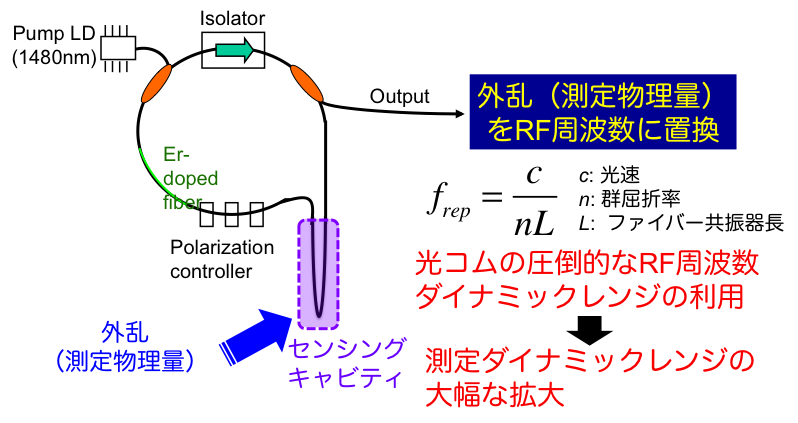 Isolator
Pump LD
(1480nm)
Output
外乱（測定物理量）
をRF周波数に置換
Er-
doped
fiber
f_rep = c / nL
c: 光速
n: 群屈折率
L: ファイバー共振器長
Polarization
controller
光コムの圧倒的なRF周波数
ダイナミックレンジの利用
外乱
（測定物理量）
センシング
キャビティ
測定ダイナミックレンジの
大幅な拡大